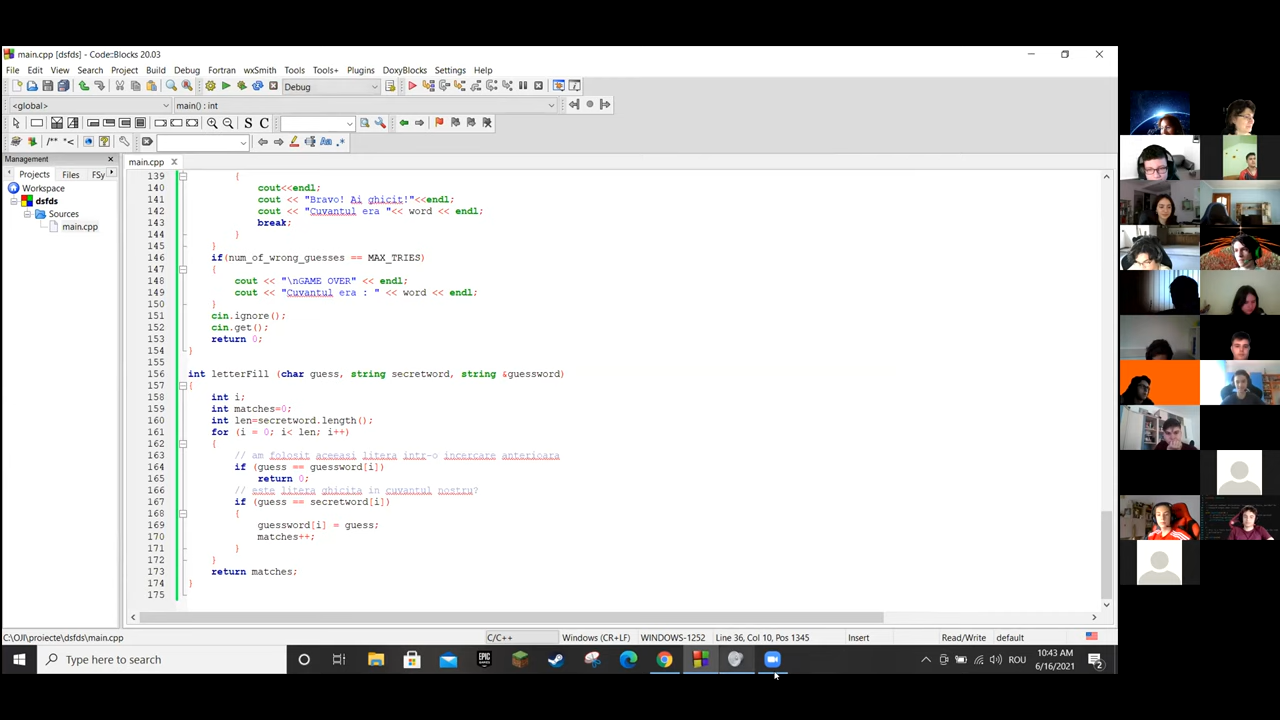 main.cpp [dsfds] - Code::Blocks 20.03
File Edit View Search Project Build Debug Fortran wxSmith Tools Tools+ Plugins DoxyBlocks Settings Help
Debug
<global> main() : int
S C
/** *< Aa .*
Management
main.cpp
Projects Files FSy
Workspace
dsfds
Sources
main.cpp
139 {
140 cout<<endl;
141 cout << "Bravo! Ai ghicit!"<<endl;
142 cout << "Cuvantul era "<< word << endl;
143 break;
144 }
145 }
146 if(num_of_wrong_guesses == MAX_TRIES)
147 {
148 cout << "\nGAME OVER" << endl;
149 cout << "Cuvantul era : " << word << endl;
150 }
151 cin.ignore();
152 cin.get();
153 return 0;
154 }
155
156 int letterFill (char guess, string secretword, string &guessword)
157 {
158 int i;
159 int matches=0;
160 int len=secretword.length();
161 for (i = 0; i< len; i++)
162 {
163 // am folosit aceeasi litera intr-o incercare anterioara
164 if (guess == guessword[i])
165 return 0;
166 // este litera ghicita in cuvantul nostru?
167 if (guess == secretword[i])
168 {
169 guessword[i] = guess;
170 matches++;
171 }
172 }
173 return matches;
174 }
175
C:\OJI\proiecte\dsfds\main.cpp C/C++ Windows (CR+LF) WINDOWS-1252 Line 36, Col 10, Pos 1345 Insert Read/Write default
Type here to search
EPIC
ROU
10:43 AM
6/16/2021
2